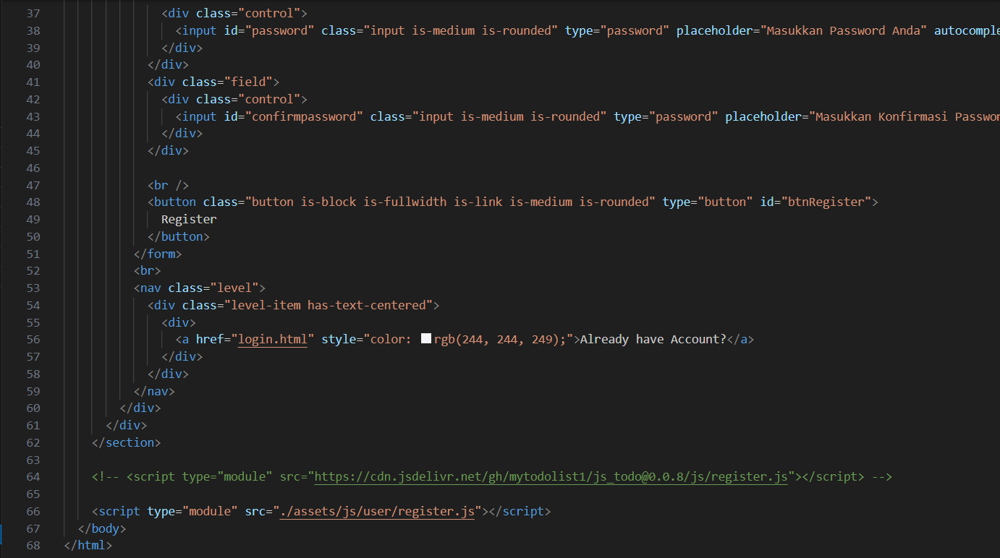 37 <div class="control">
38 <input id="password" class="input is-medium is-rounded" type="password" placeholder="Masukkan Password Anda" autocomple
39 </div>
40 </div>
41 <div class="field">
42 <div class="control">
43 <input id="confirmpassword" class="input is-medium is-rounded" type="password" placeholder="Masukkan Konfirmasi Passwor
44 </div>
45 </div>
46
47 <br />
48 <button class="button is-block is-fullwidth is-link is-medium is-rounded" type="button" id="btnRegister">
49 Register
50 </button>
51 </form>
52 <br>
53 <nav class="level">
54 <div class="level-item has-text-centered">
55 <div>
56 <a href="login.html" style="color: rgb(244, 244, 249);">Already have Account?</a>
57 </div>
58 </div>
59 </nav>
60 </div>
61 </div>
62 </section>
63
64 <!-- <script type="module" src="https://cdn.jsdelivr.net/gh/mytodolist1/js_todo@0.0.8/js/register.js"></script> -->
65
66 <script type="module" src="./assets/js/user/register.js"></script>
67 </body>
68 </html>